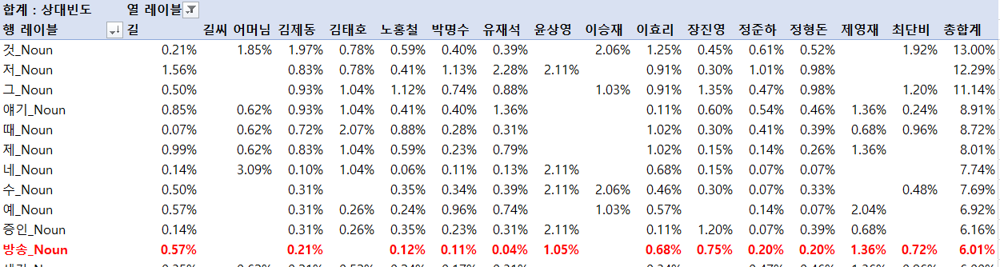 합계 : 상대빈도 열 레이블
행 레이블 길 길씨 어머님 김제동 김태호 노홍철 박명수 유재석 윤상영 이승재 이효리 장진영 정준하 정형돈 제영재 최단비 총합계
것_Noun 0.21% 1.85% 1.97% 0.78% 0.59% 0.40% 0.39% 2.06% 1.25% 0.45% 0.61% 0.52% 1.92% 13.00%
저_Noun 1.56% 0.83% 0.78% 0.41% 1.13% 2.28% 2.11% 0.91% 0.30% 1.01% 0.98% 12.29%
그_Noun 0.50% 0.93% 1.04% 1.12% 0.74% 0.88% 1.03% 0.91% 1.35% 0.47% 0.98% 1.20% 11.14%
얘기_Noun 0.85% 0.62% 0.93% 1.04% 0.41% 0.40% 1.36% 0.11% 0.60% 0.54% 0.46% 1.36% 0.24% 8.91%
때_Noun 0.07% 0.62% 0.72% 2.07% 0.88% 0.28% 0.31% 1.02% 0.30% 0.41% 0.39% 0.68% 0.96% 8.72%
제_Noun 0.99% 0.62% 0.83% 1.04% 0.59% 0.23% 0.79% 1.02% 0.15% 0.14% 0.26% 1.36% 8.01%
네_Noun 0.14% 3.09% 0.10% 1.04% 0.06% 0.11% 0.13% 2.11% 0.68% 0.15% 0.07% 0.07% 7.74%
수_Noun 0.50% 0.31% 0.35% 0.34% 0.39% 2.11% 2.06% 0.46% 0.30% 0.07% 0.33% 0.48% 7.69%
예_Noun 0.57% 0.31% 0.26% 0.24% 0.96% 0.74% 1.03% 0.57% 0.14% 0.07% 2.04% 6.92%
증인_Noun 0.14% 0.31% 0.26% 0.35% 0.23% 0.31% 2.11% 0.11% 1.20% 0.07% 0.39% 0.68% 6.16%
방송_Noun 0.57% 0.21% 0.12% 0.11% 0.04% 1.05% 0.68% 0.75% 0.20% 0.20% 1.36% 0.72% 6.01%